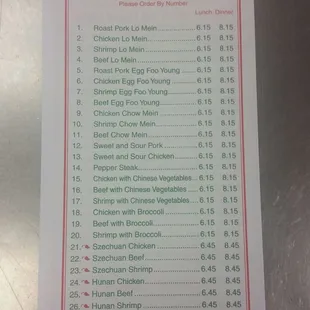 Please Order By Number
Lunch Dinner
1. Roast Pork Lo Mein 6.15 8.15
2. Chicken Lo Mein 6.15 8.15
3. Shrimp Lo Mein 6.15 8.15
4. Beef Lo Mein 6.15 8.15
5. Roast Pork Egg Foo Young 6.15 8.15
6. Chicken Egg Foo Young 6.15 8.15
7. Shrimp Egg Foo Young 6.15 8.15
8. Beef Egg Foo Young 6.15 8.15
9. Chicken Chow Mein 6.15 8.15
10. Shrimp Chow Mein 6.15 8.15
11. Beef Chow Mein 6.15 8.15
12. Sweet and Sour Pork 6.15 8.15
13. Sweet and Sour Chicken 6.15 8.15
14. Pepper Steak 6.15 8.15
15. Chicken with Chinese Vegetables 6.15 8.15
16. Beef with Chinese Vegetables 6.15 8.15
17. Shrimp with Chinese Vegetables 6.15 8.15
18. Chicken with Broccoli 6.15 8.15
19. Beef with Broccoli 6.15 8.15
20. Shrimp with Broccoli 6.15 8.15
21. Szechuan Chicken 6.45 8.45
22. Szechuan Beef 6.45 8.45
23. Szechuan Shrimp 6.45 8.45
24. Hunan Chicken 6.45 8.45
25. Hunan Beef 6.45 8.45
26. Hunan Shrimp 6.45 8.45